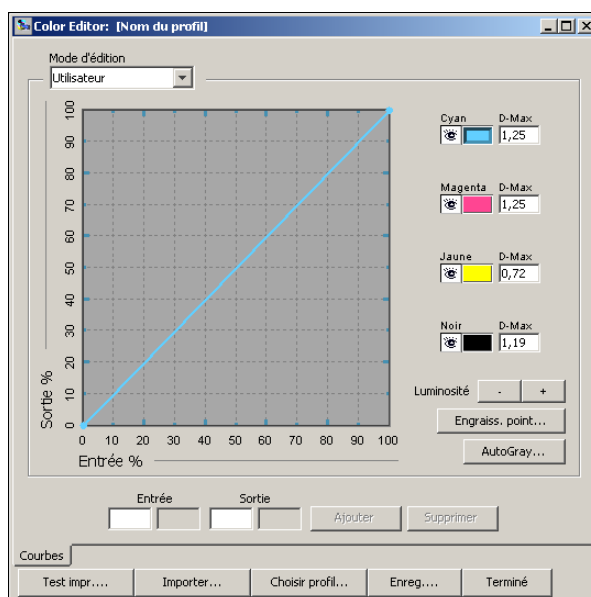 Color Editor: [Nom du profil]
Mode d'édition
Utilisateur
Cyan D-Max
1,25
Magenta D-Max
1,25
Jaune D-Max
0,72
Noir D-Max
1,19
100
90
80
70
60
50
40
30
20
10
0
Sortie %
0 10 20 30 40 50 60 70 80 90 100
Entrée %
Luminosité - +
Engraiss. point...
AutoGray...
Entrée Sortie
Ajouter Supprimer
Courbes
Test impr.... Importer... Choisir profil... Enreg.... Terminé